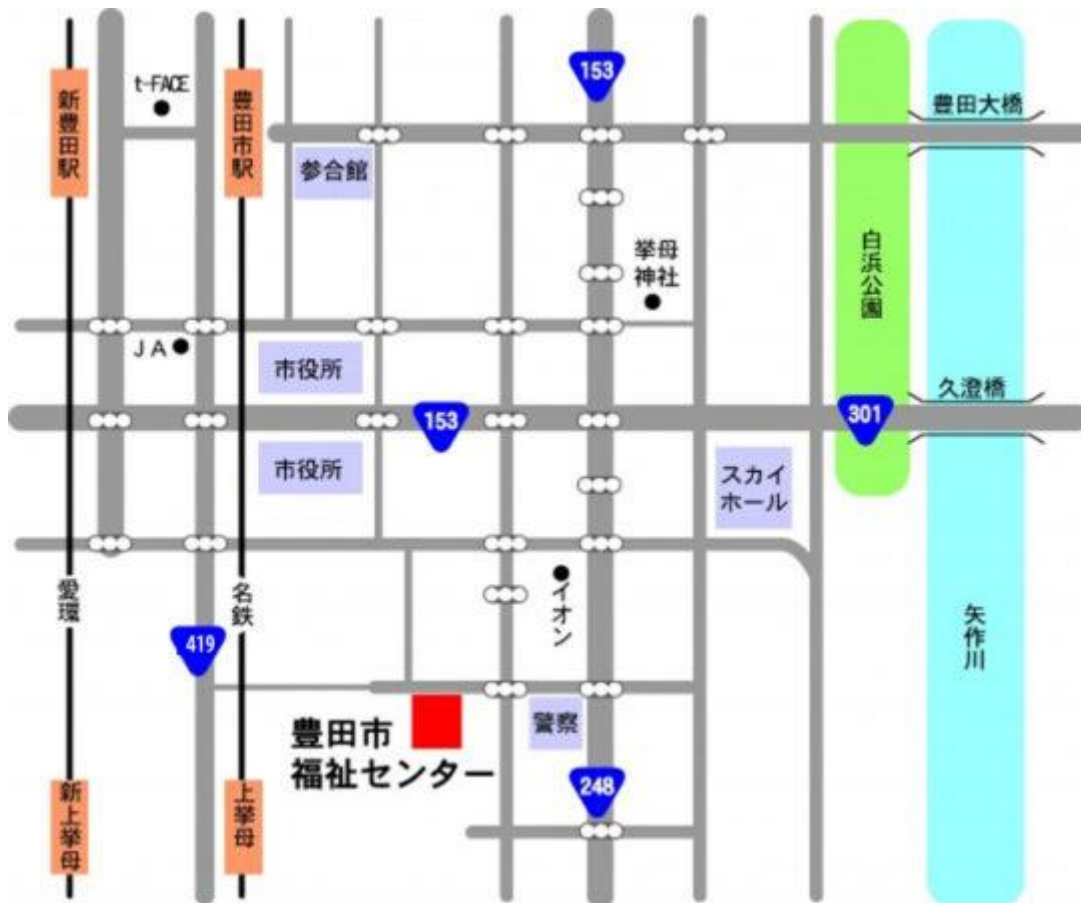 t-FACE
153
新豊田駅
豊田市駅
豊田大橋
参合館
白浜公園
挙母
神社
JA
市役所
久澄橋
153
301
市役所
スカイ
ホール
愛環
名鉄
イオン
矢作川
419
豊田市
福祉センター
警察
248
新上挙母
上挙母